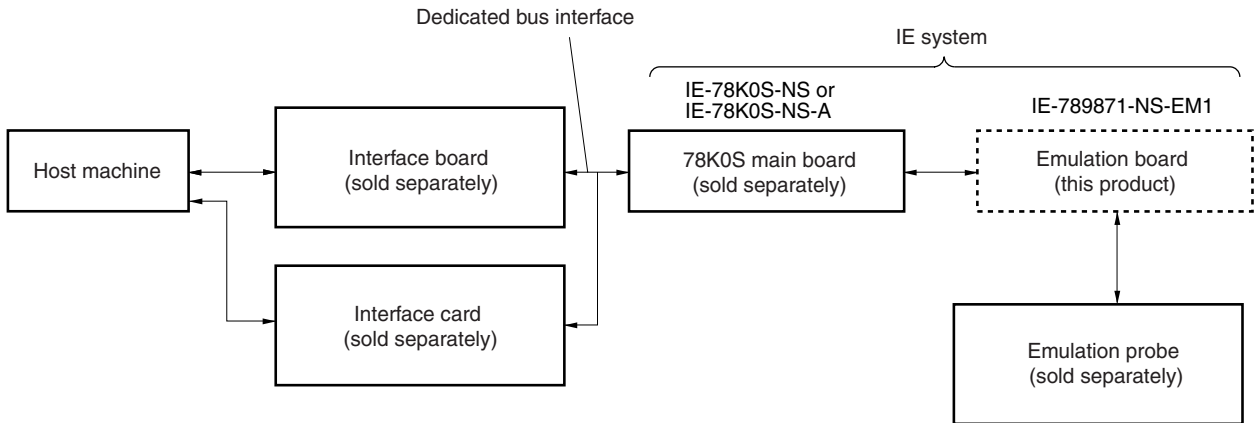 Dedicated bus interface
IE system
IE-78K0S-NS or
IE-78K0S-NS-A
IE-789871-NS-EM1
Host machine
Interface board
(sold separately)
78K0S main board
(sold separately)
Emulation board
(this product)
Interface card
(sold separately)
Emulation probe
(sold separately)